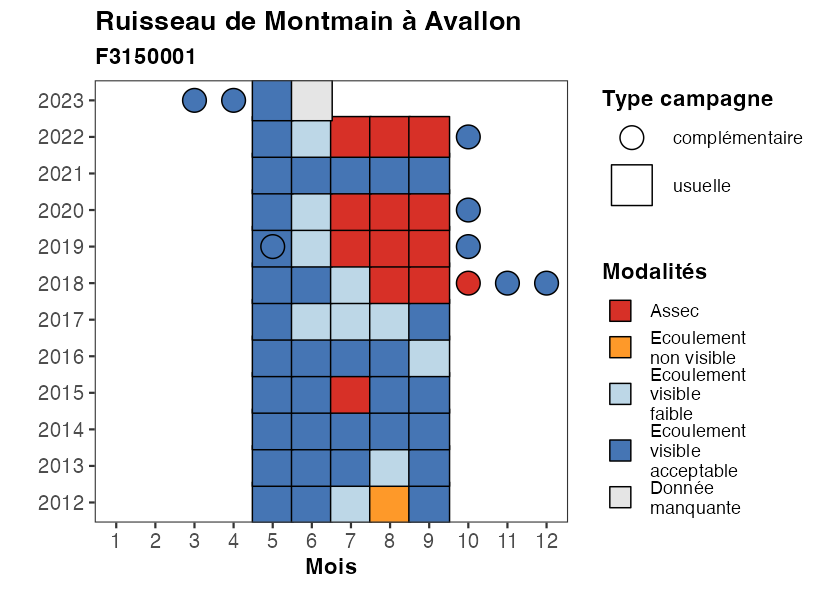 Ruisseau de Montmain à Avallon
F3150001
2023
2022
2021
2020
2019
2018
2017
2016
2015
2014
2013
2012
1 2 3 4 5 6 7 8 9 10 11 12
Mois
Type campagne
complémentaire
usuelle
Modalités
Assec
Ecoulement
non visible
Ecoulement
visible
faible
Ecoulement
visible
acceptable
Donnée
manquante